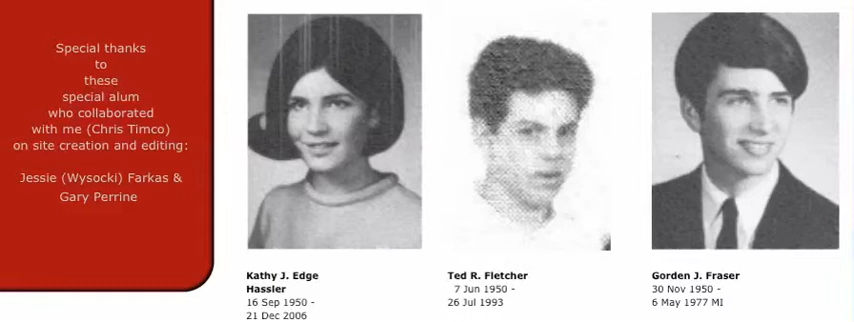 Special thanks
to
these
special alum
who collaborated
with me (Chris Timco)
on site creation and editing:
Jessie (Wysocki) Farkas &
Gary Perrine
Kathy J. Edge
Hassler
16 Sep 1950 -
21 Dec 2006
Ted R. Fletcher
7 Jun 1950 -
26 Jul 1993
Gorden J. Fraser
30 Nov 1950 -
6 May 1977 MI